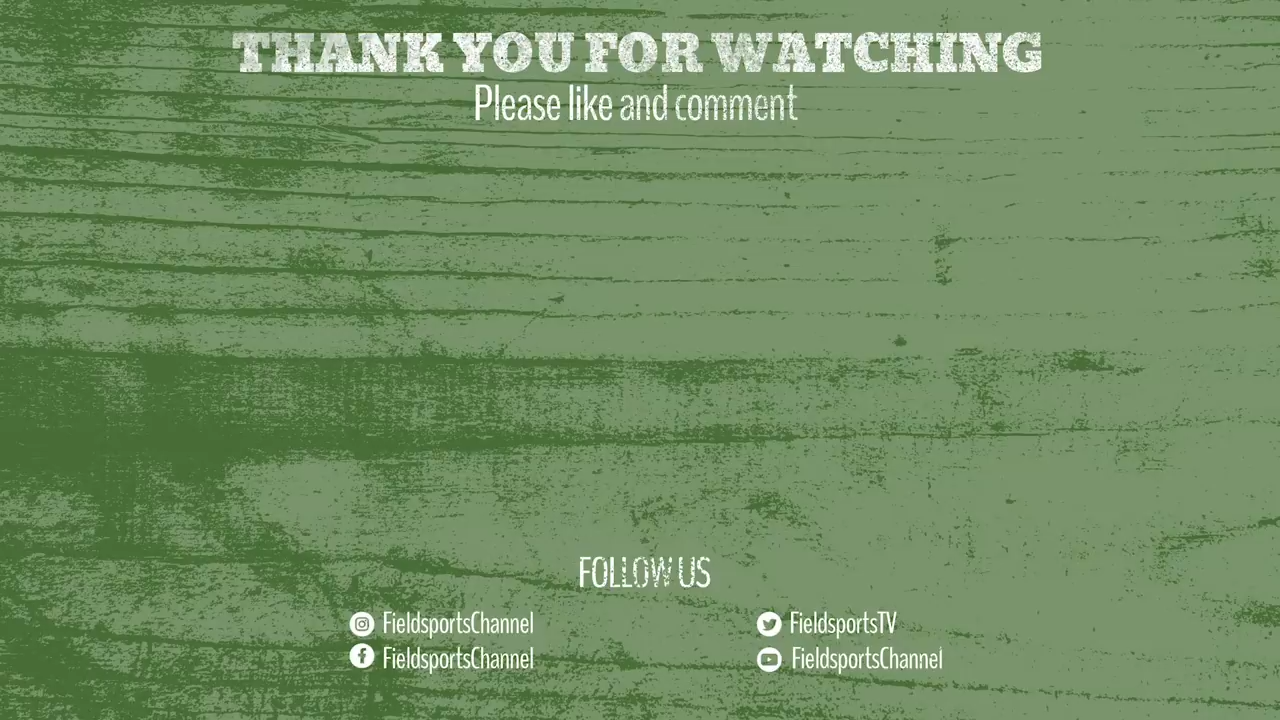 THANK YOU FOR WATCHING
Please like and comment
FOLLOW US
FieldsportsChannel
FieldsportsTV
FieldsportsChannel
FieldsportsChannel